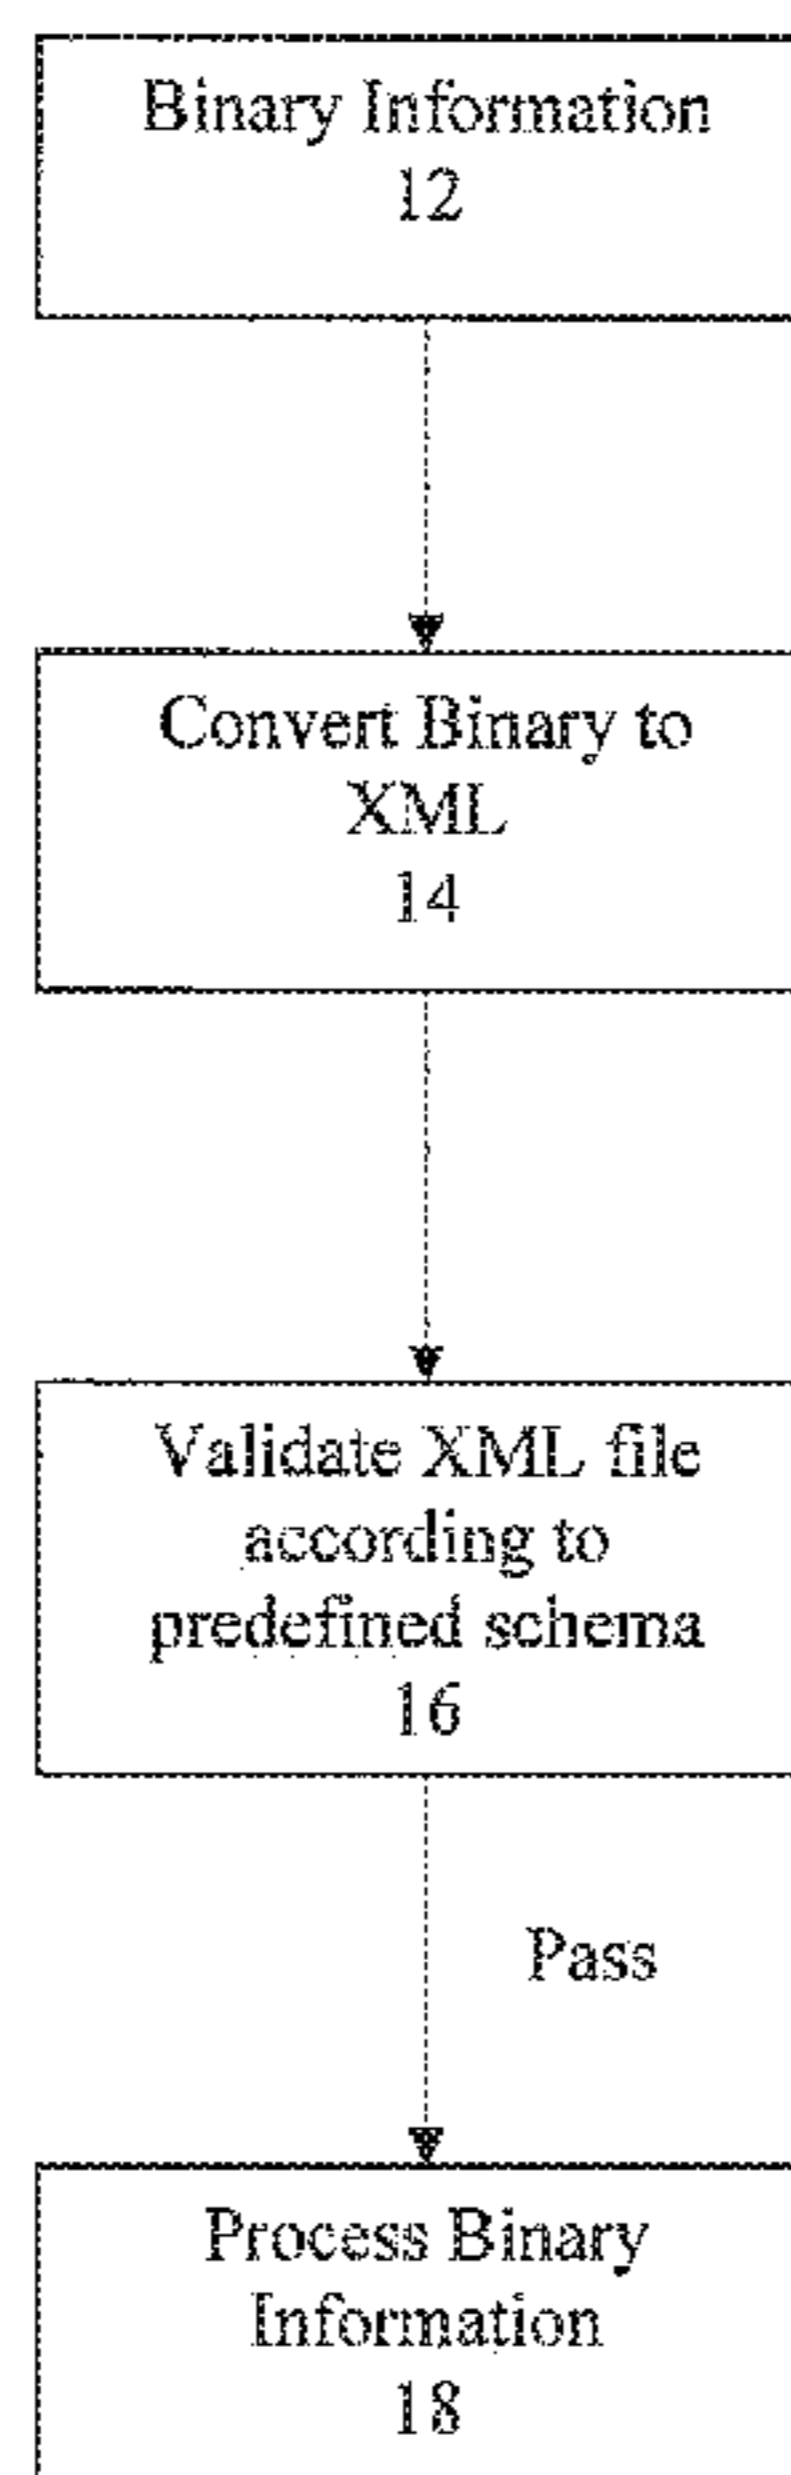 Binary Information
12
Convert Binary to
XML
14
Validate XML file
according to
predefined schema
16
Pass
Process Binary
Information
18